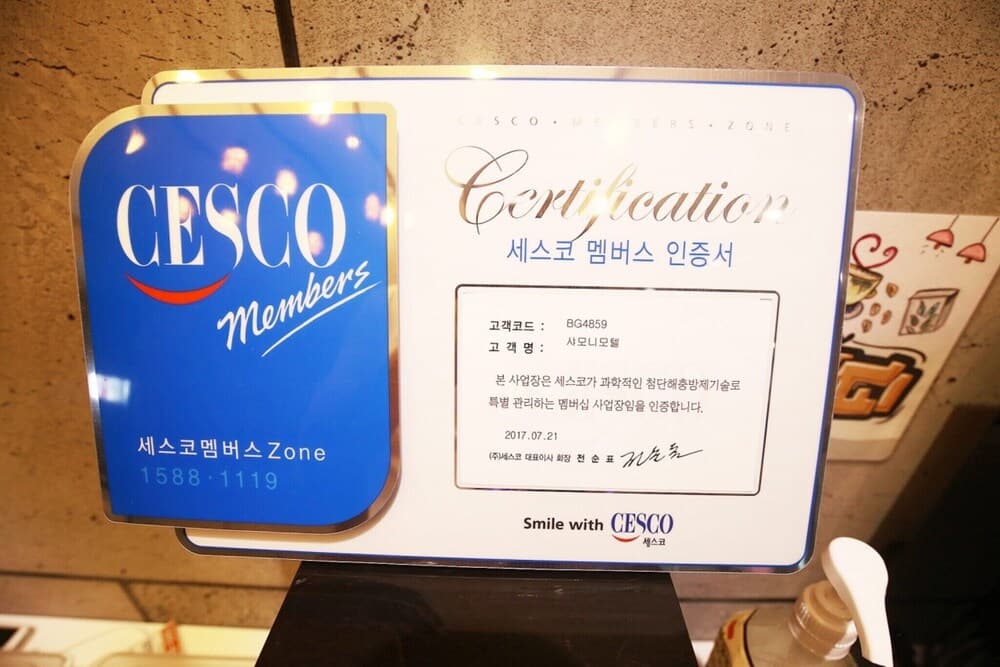 CESCO
Members
세스코멤버스Zone
1588·1119
CESCO·MEMBERS·ZONE
Certification
세스코 멤버스 인증서
고객코드 : BG4859
고 객 명 : 샤모니모텔
본 사업장은 세스코가 과학적인 첨단해충방제기술로
특별 관리하는 멤버십 사업장임을 인증합니다.
2017.07.21
(주)세스코 대표이사 회장 전 순 표
Smile with CESCO
세스코